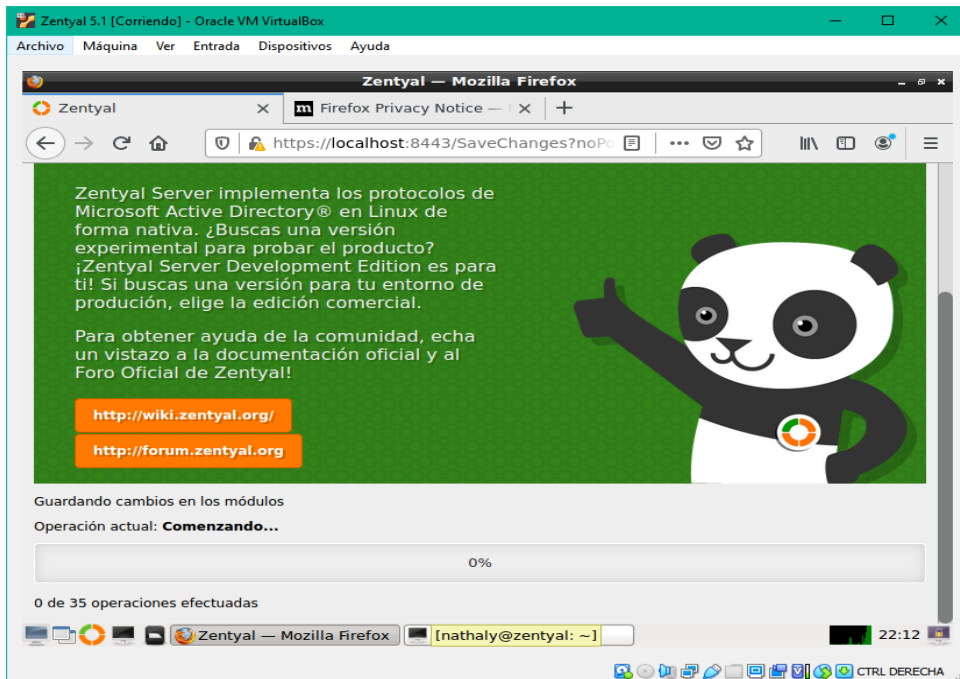 Zentyal 5.1 [Corriendo] - Oracle VM VirtualBox
Archivo Máquina Ver Entrada Dispositivos Ayuda
Zentyal — Mozilla Firefox
Zentyal
Firefox Privacy Notice —
https://localhost:8443/SaveChanges?noPo
Zentyal Server implementa los protocolos de
Microsoft Active Directory® en Linux de
forma nativa. ¿Buscas una versión
experimental para probar el producto?
¡Zentyal Server Development Edition es para
ti! Si buscas una versión para tu entorno de
produción, elige la edición comercial.
Para obtener ayuda de la comunidad, echa
un vistazo a la documentación oficial y al
Foro Oficial de Zentyal!
http://wiki.zentyal.org/
http://forum.zentyal.org
Guardando cambios en los módulos
Operación actual: Comenzando...
0%
0 de 35 operaciones efectuadas
Zentyal — Mozilla Firefox
[nathaly@zentyal: ~]
22:12
CTRL DERECHA